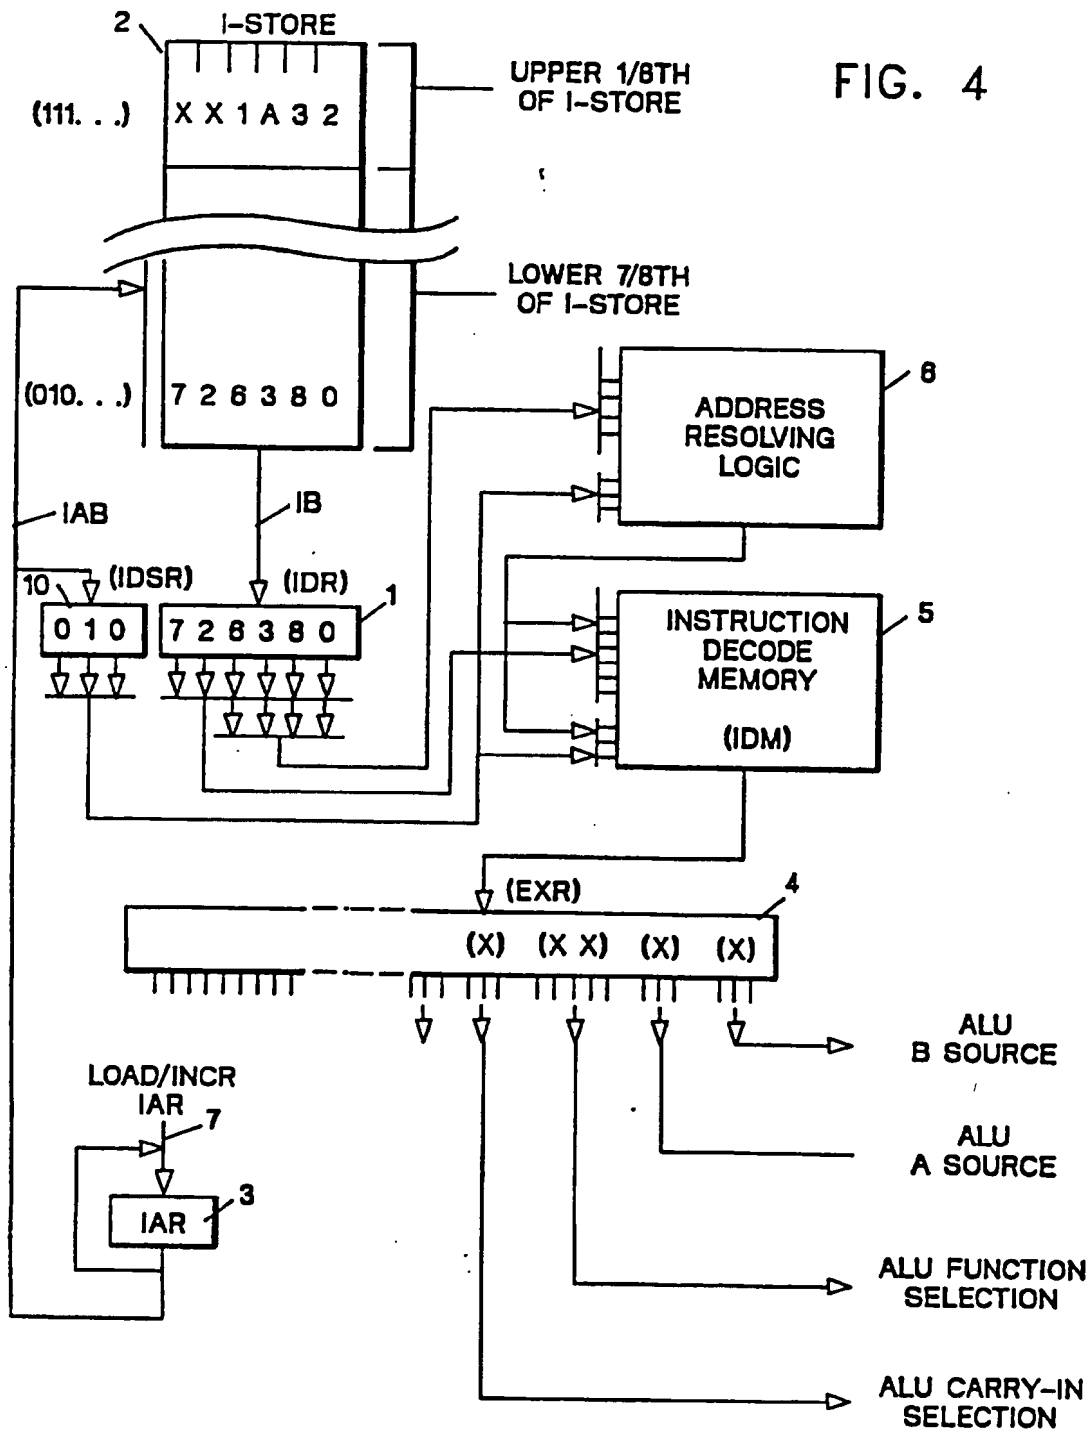 I-STORE
2
FIG. 4
UPPER 1/8TH
OF I-STORE
(111. . .)
X X 1 A 3 2
LOWER 7/8TH
OF I-STORE
(010. . .)
7 2 6 3 8 0
6
ADDRESS
RESOLVING
LOGIC
IAB
IB
10
(IDSR)
(IDR)
1
0 1 0
7 2 6 3 8 0
5
INSTRUCTION
DECODE
MEMORY
(IDM)
(EXR)
4
(X)
(X X)
(X)
(X)
ALU
B SOURCE
LOAD/INCR
IAR
7
ALU
A SOURCE
3
IAR
ALU FUNCTION
SELECTION
ALU CARRY-IN
SELECTION